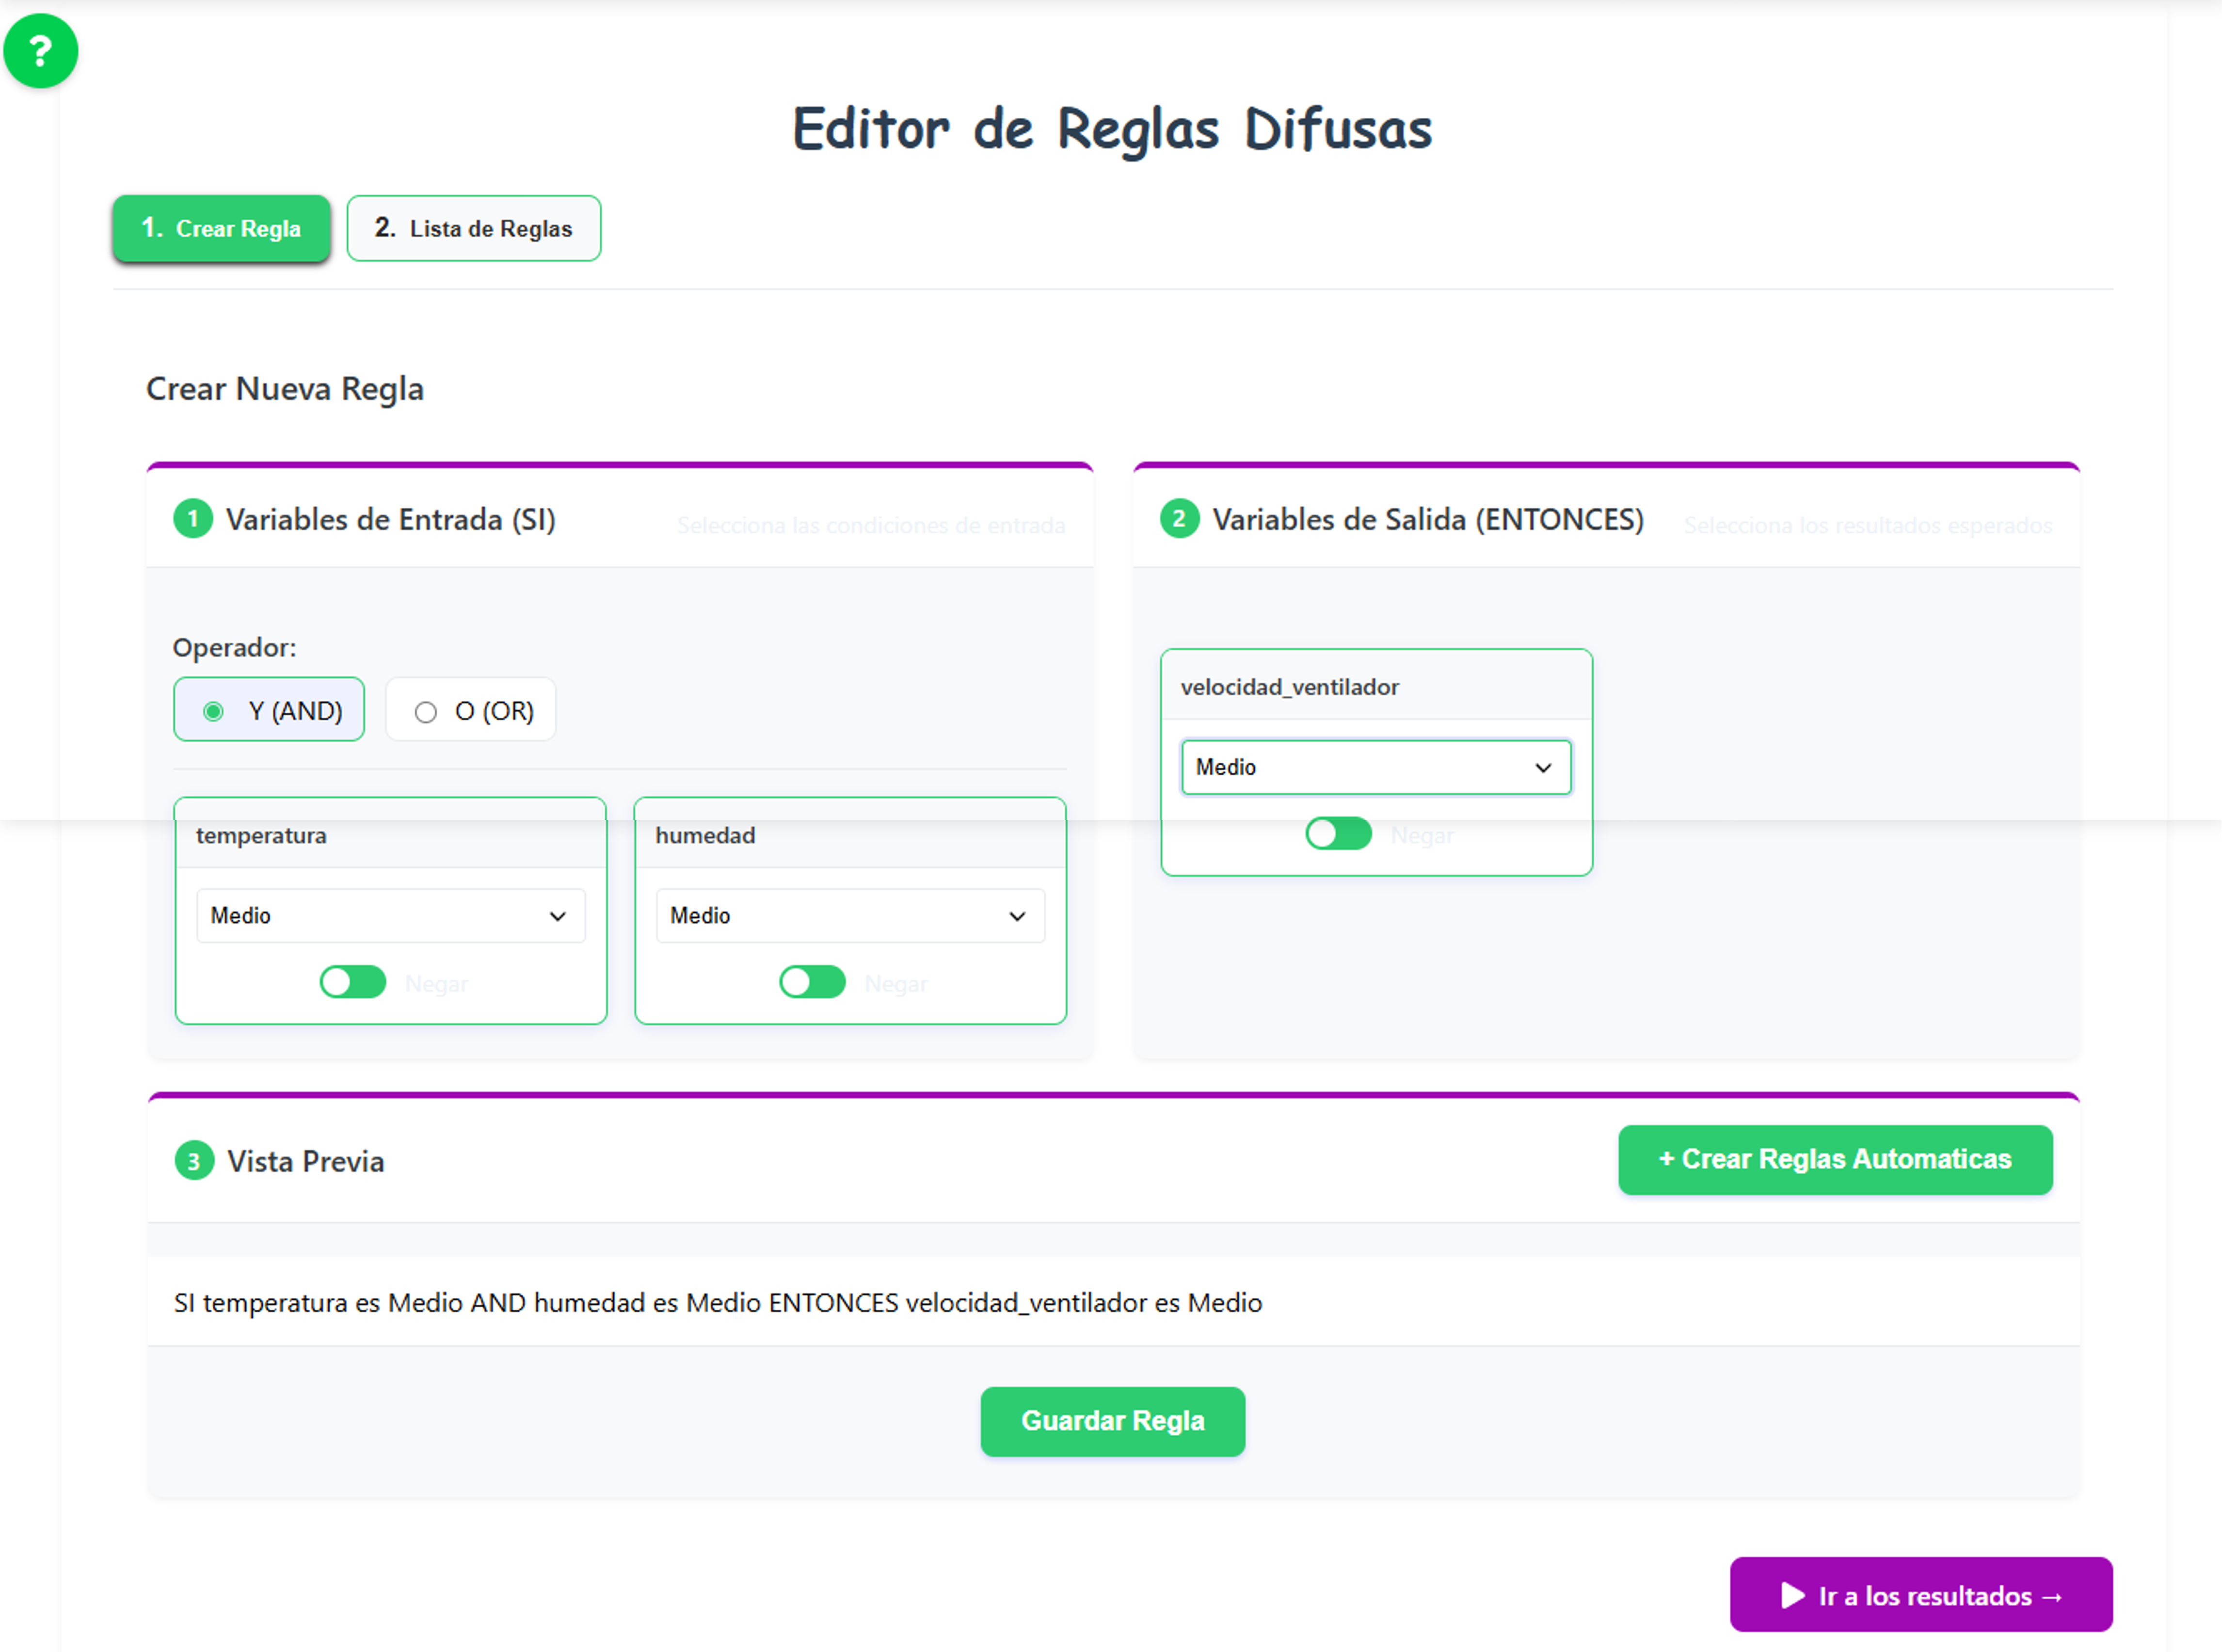 ?
Editor de Reglas Difusas
1. Crear Regla
2. Lista de Reglas
Crear Nueva Regla
1 Variables de Entrada (SI)
Selecciona las condiciones de entrada
Operador:
Y (AND)
O (OR)
temperatura
Medio
Negar
humedad
Medio
Negar
2 Variables de Salida (ENTONCES)
Selecciona los resultados esperados
velocidad_ventilador
Medio
Negar
3 Vista Previa
+ Crear Reglas Automaticas
SI temperatura es Medio AND humedad es Medio ENTONCES velocidad_ventilador es Medio
Guardar Regla
Ir a los resultados →